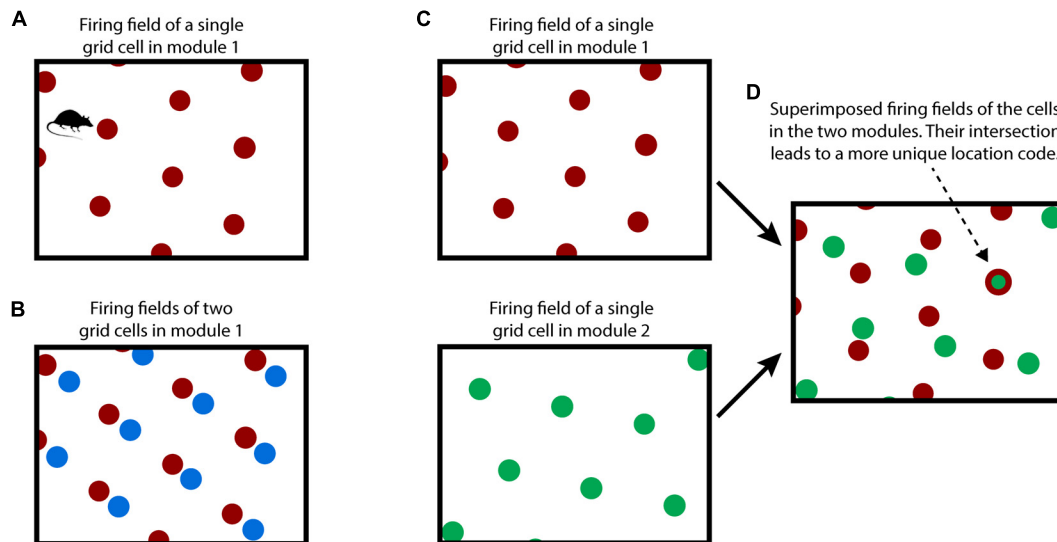 A
Firing field of a single
grid cell in module 1
B
Firing fields of two
grid cells in module 1
C
Firing field of a single
grid cell in module 1
Firing field of a single
grid cell in module 2
D
Superimposed firing fields of the cells
in the two modules. Their intersection
leads to a more unique location code.